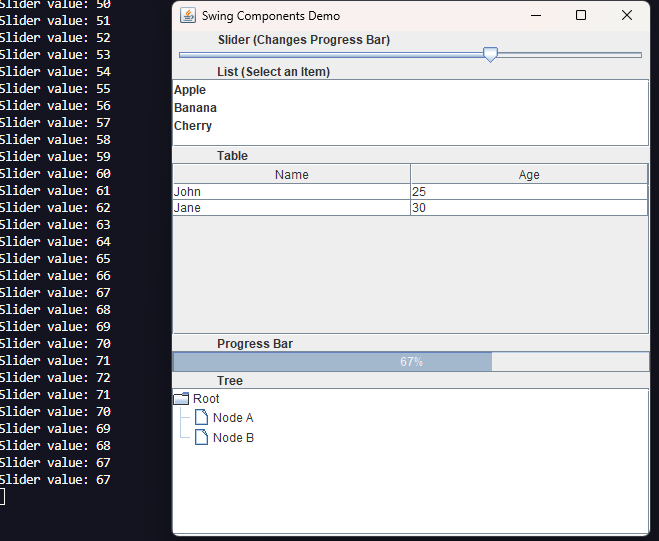 Slider value: 50
Slider value: 51
Slider value: 52
Slider value: 53
Slider value: 54
Slider value: 55
Slider value: 56
Slider value: 57
Slider value: 58
Slider value: 59
Slider value: 60
Slider value: 61
Slider value: 62
Slider value: 63
Slider value: 64
Slider value: 65
Slider value: 66
Slider value: 67
Slider value: 68
Slider value: 69
Slider value: 70
Slider value: 71
Slider value: 72
Slider value: 71
Slider value: 70
Slider value: 69
Slider value: 68
Slider value: 67
Slider value: 67
Swing Components Demo
Slider (Changes Progress Bar)
List (Select an Item)
Apple
Banana
Cherry
Table
Name Age
John 25
Jane 30
Progress Bar
67%
Tree
Root
Node A
Node B